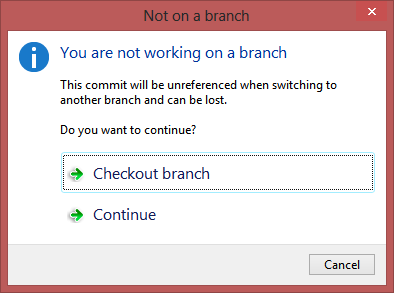 Not on a branch
You are not working on a branch
This commit will be unreferenced when switching to
another branch and can be lost.
Do you want to continue?
Checkout branch
Continue
Cancel